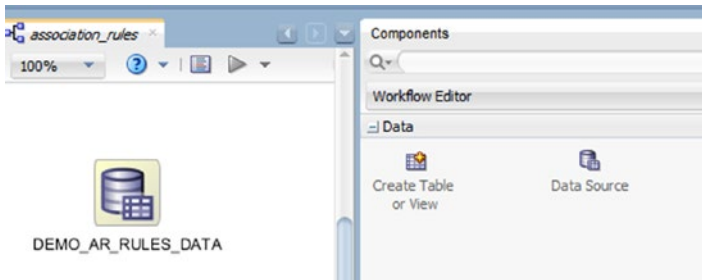 association_rules
Components
100%
Workflow Editor
Data
Create Table
or View
Data Source
DEMO_AR_RULES_DATA